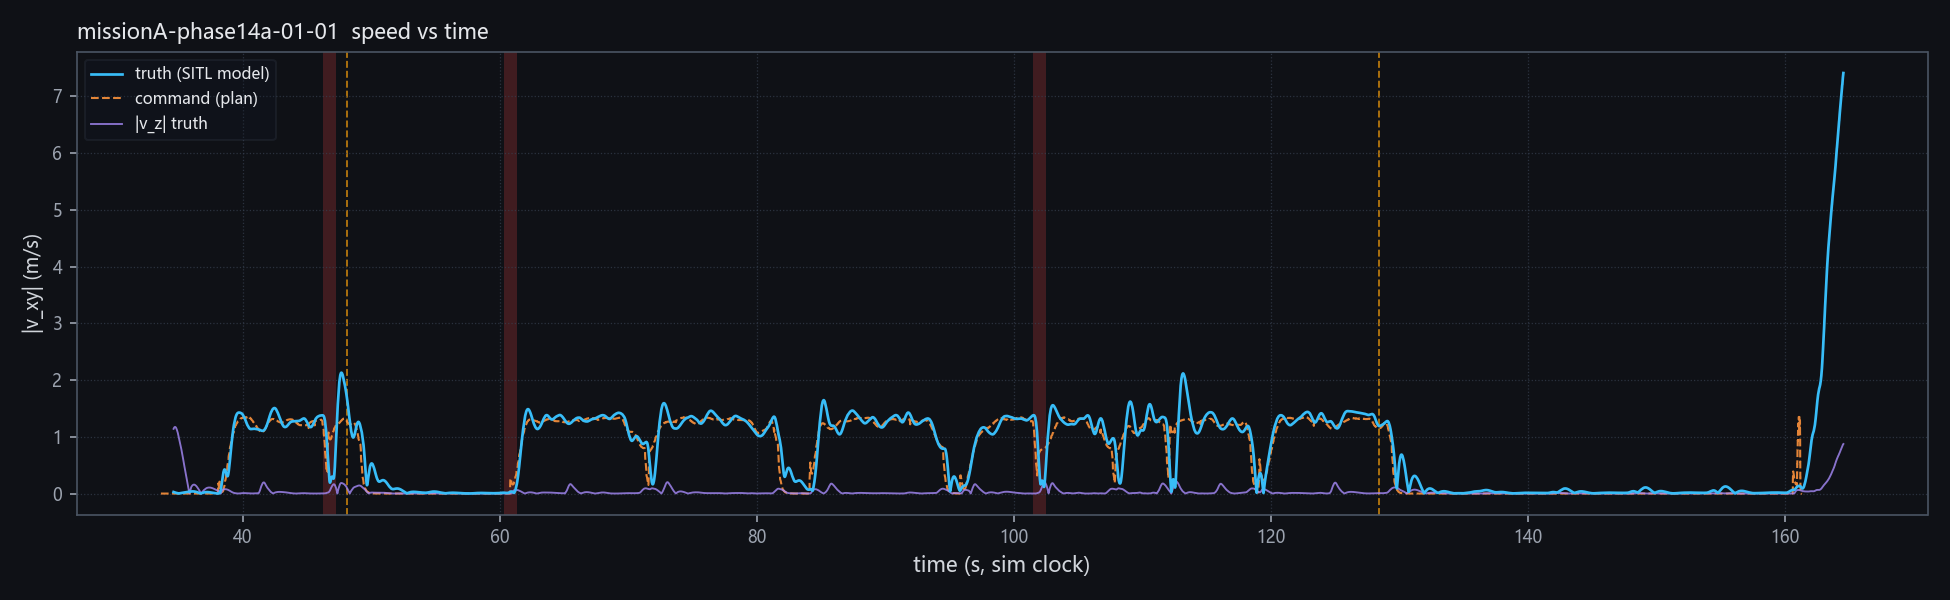 missionA-phase14a-01-01  speed vs time
truth (SITL model)
command (plan)
|v_z| truth
|v_xy| (m/s)
7
6
5
4
3
2
1
0
40
60
80
100
120
140
160
time (s, sim clock)